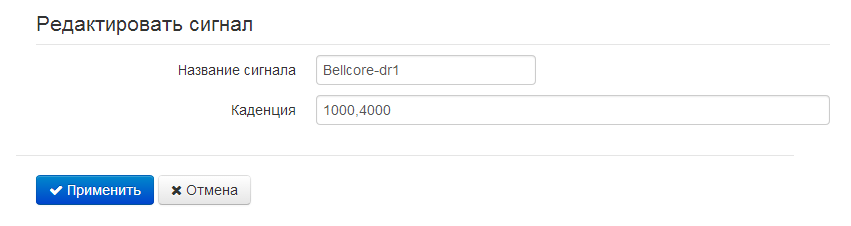 Редактировать сигнал
Название сигнала Bellcore-dr1
Каденция 1000,4000
Применить Отмена